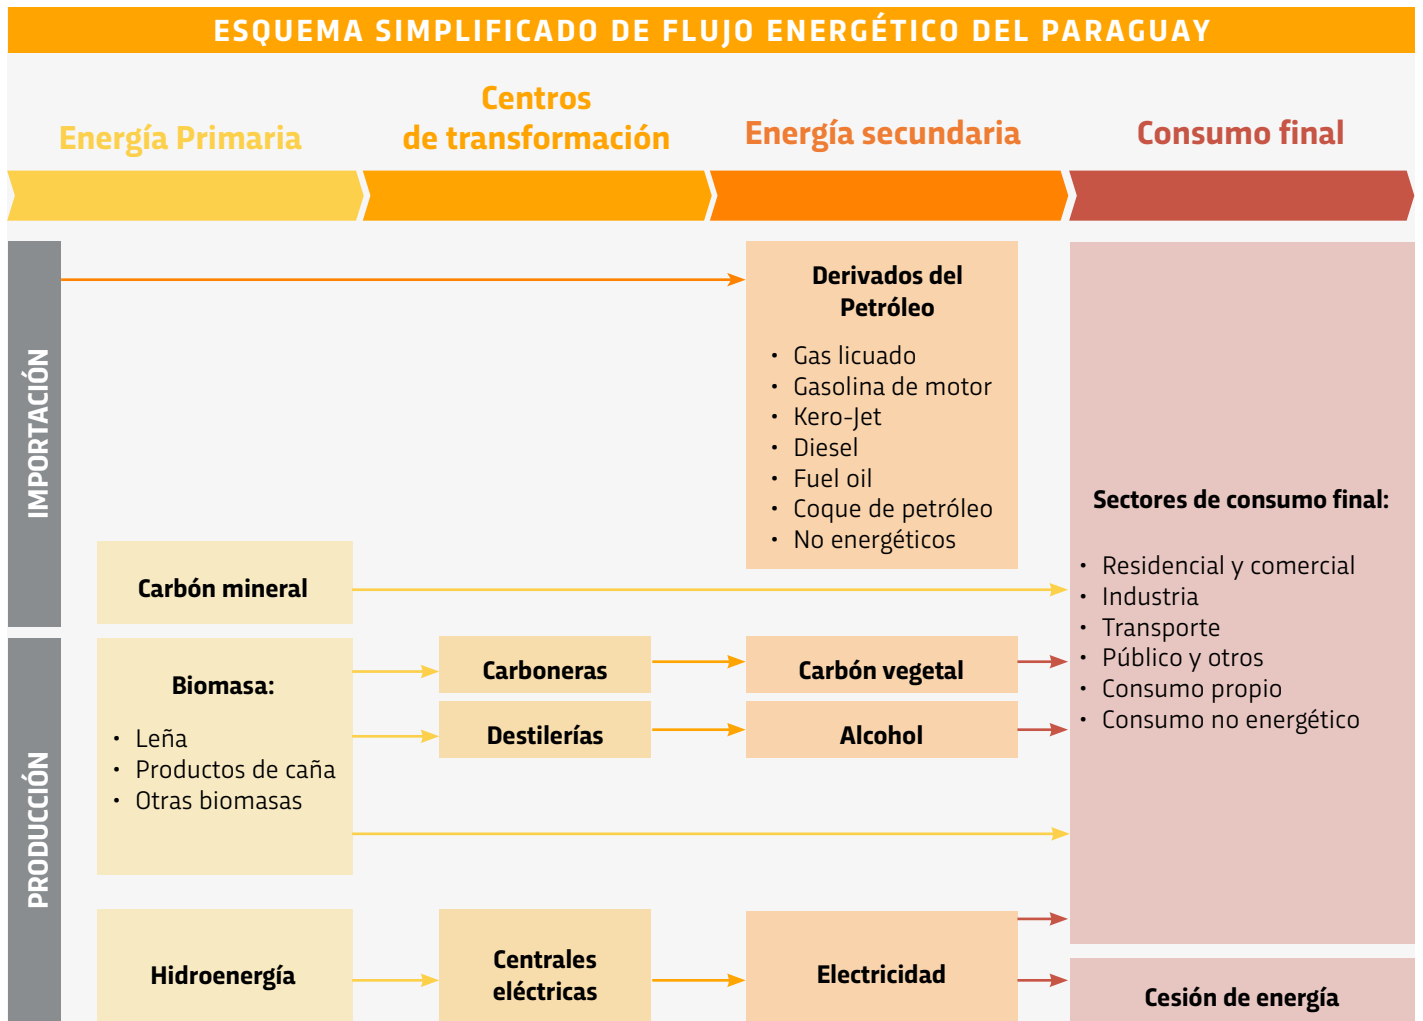 ESQUEMA SIMPLIFICADO DE FLUJO ENERGÉTICO DEL PARAGUAY
Energía Primaria
Centros
de transformación
Energía secundaria
Consumo final
IMPORTACIÓN
Derivados del
Petróleo
• Gas licuado
• Gasolina de motor
• Kero-Jet
• Diesel
• Fuel oil
• Coque de petróleo
• No energéticos
Carbón mineral
Sectores de consumo final:
• Residencial y comercial
• Industria
• Transporte
• Público y otros
• Consumo propio
• Consumo no energético
PRODUCCIÓN
Biomasa:
• Leña
• Productos de caña
• Otras biomasas
Carboneras
Carbón vegetal
Destilerías
Alcohol
Hidroenergía
Centrales
eléctricas
Electricidad
Cesión de energía